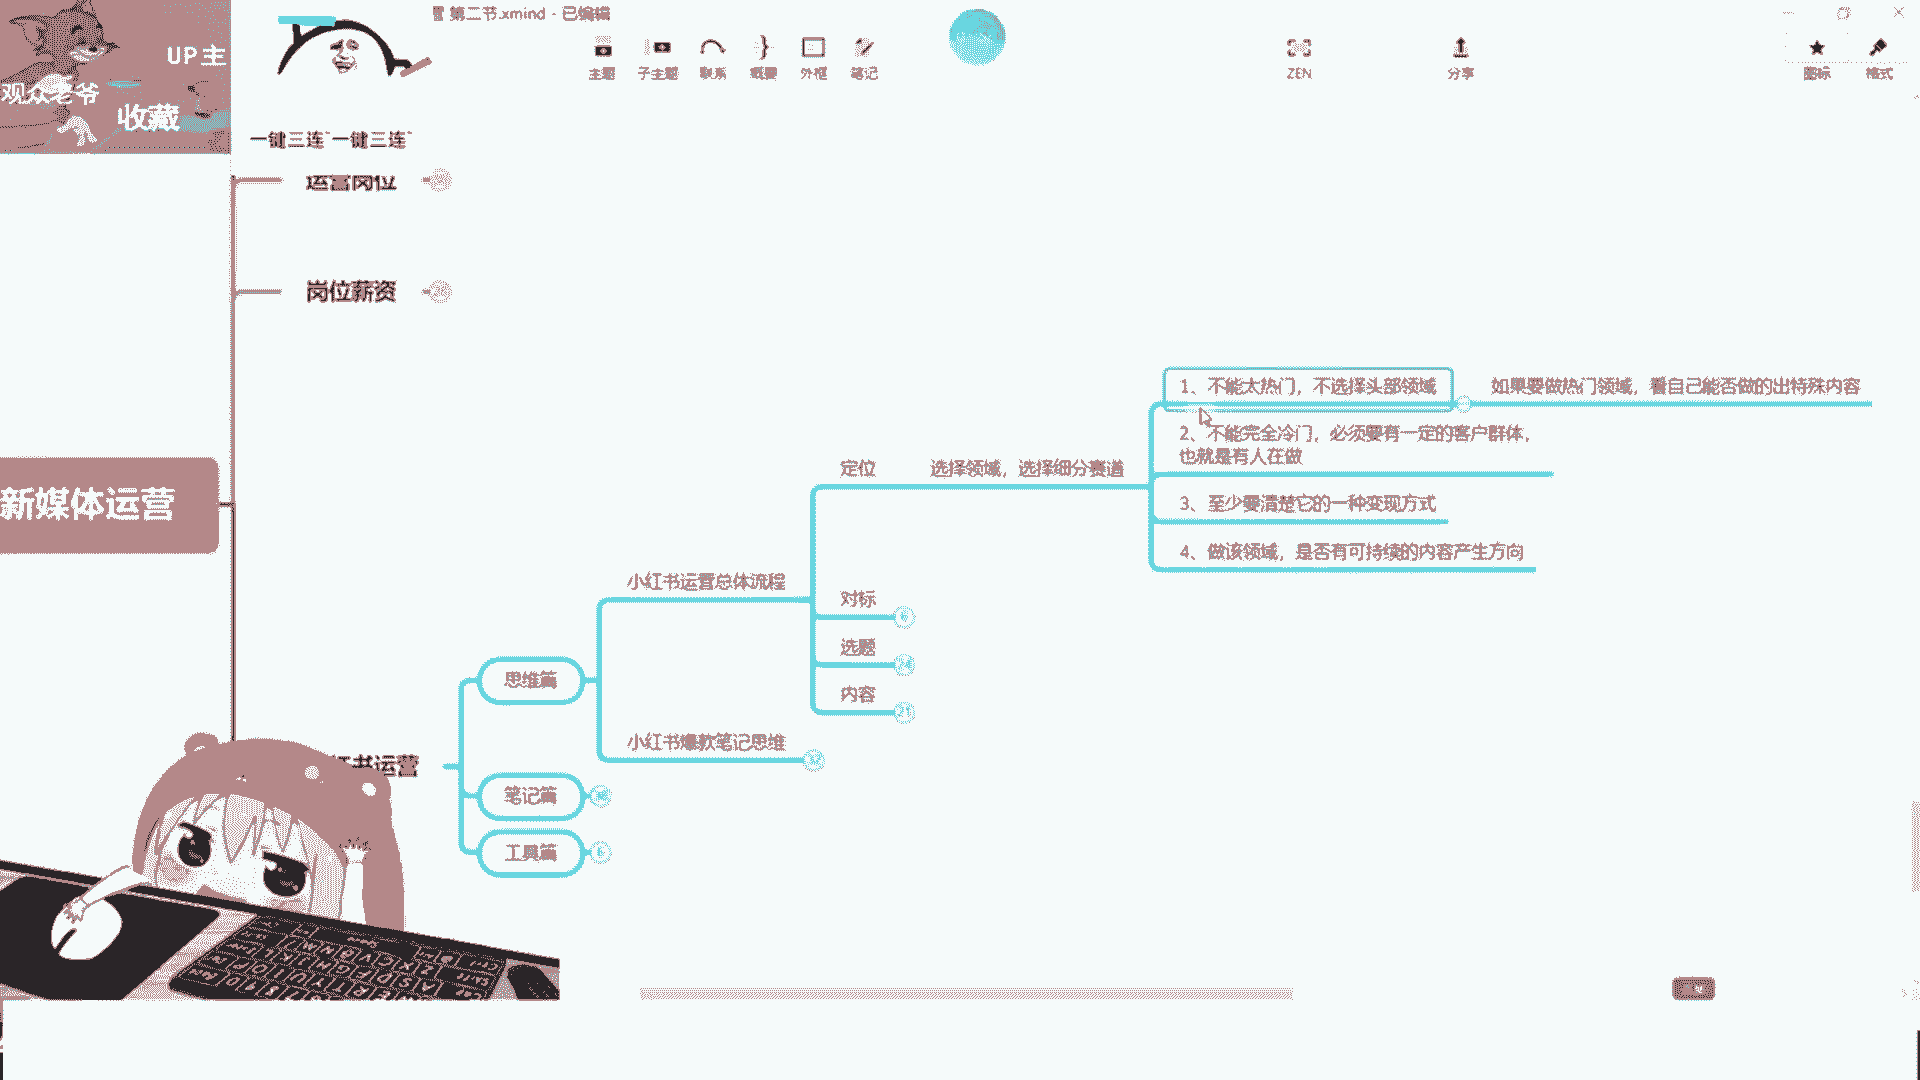 第二节.xmind - 已编辑
UP主
观众老爷
收藏
主题
子主题
联系
概要
外框
笔记
ZEN
分享
图标
格式
一键三连 一键三连
运营岗位
岗位薪资
新媒体运营
书运营
思维篇
笔记篇
工具篇
6
小红书运营总体流程
小红书爆款笔记思维
32
定位
选择领域，选择细分赛道
对标
6
选题
24
内容
21
1、不能太热门，不选择头部领域
如果要做热门领域，看自己能否做的出特殊内容
2、不能完全冷门，必须要有一定的客户群体，
也就是有人在做
3、至少要清楚它的一种变现方式
4、做该领域，是否有可持续的内容产生方向